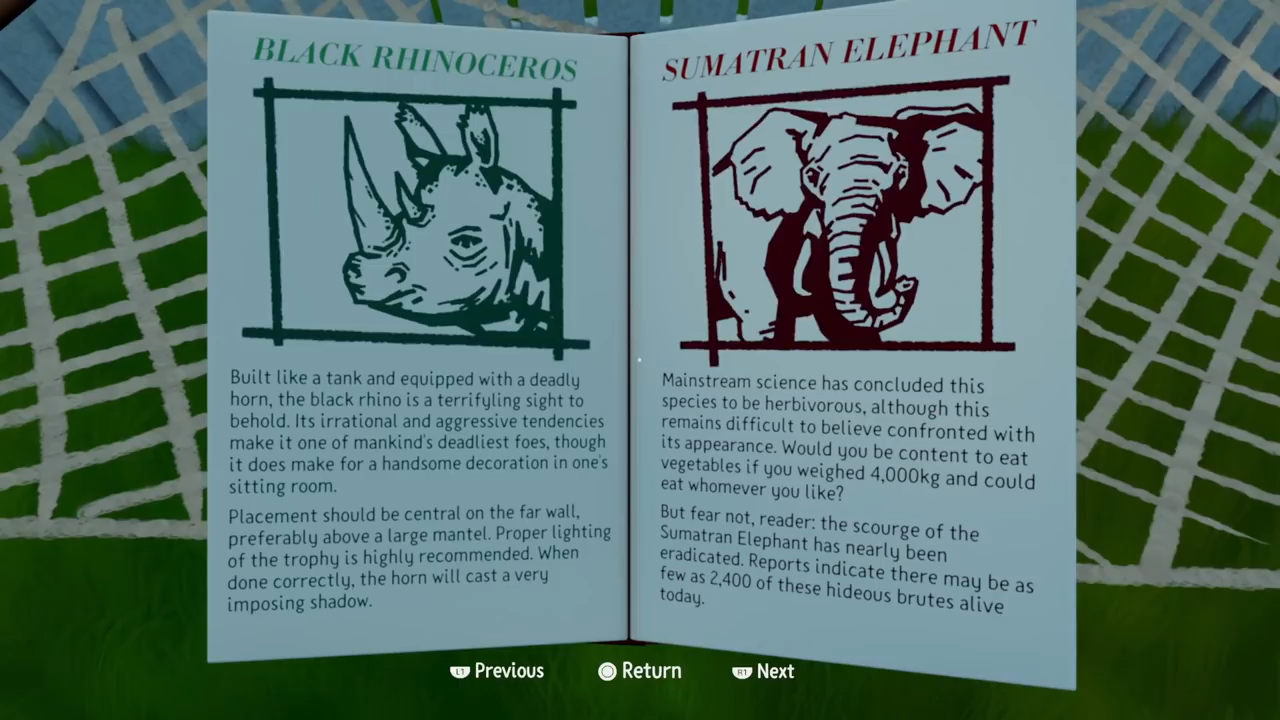 BLACK RHINOCEROS
Built like a tank and equipped with a deadly
horn, the black rhino is a terrifyling sight to
behold. Its irrational and aggressive tendencies
make it one of mankind's deadliest foes, though
it does make for a handsome decoration in one's
sitting room.
Placement should be central on the far wall,
preferably above a large mantel. Proper lighting
of the trophy is highly recommended. When
done correctly, the horn will cast a very
imposing shadow.
SUMATRAN ELEPHANT
Mainstream science has concluded this
species to be herbivorous, although this
remains difficult to believe confronted with
its appearance. Would you be content to eat
vegetables if you weighed 4,000kg and could
eat whomever you like?
But fear not, reader: the scourge of the
Sumatran Elephant has nearly been
eradicated. Reports indicate there may be as
few as 2,400 of these hideous brutes alive
today.
L1 Previous
Return
R1 Next